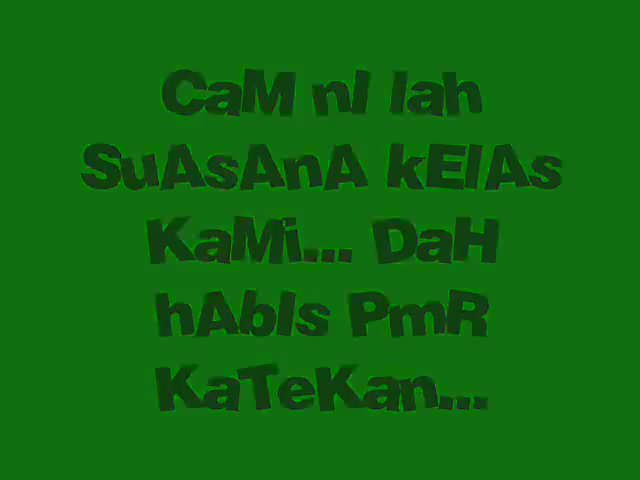 CaM nI lah
SuAsAnA kElAs
KaMi... DaH
hAbIs PmR
KaTeKan...